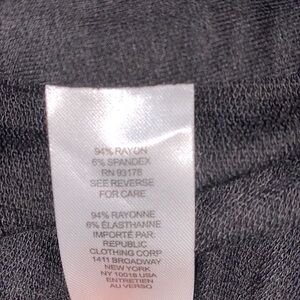 94% RAYON
6% SPANDEX
RN 93178
SEE REVERSE
FOR CARE
94% RAYONNE
6% ÉLASTHANNE
IMPORTÉ PAR
REPUBLIC
CLOTHING CORP
1411 BROADWAY
NEW YORK
NY 10018 USA
ENTRETIEN
AU VERSO